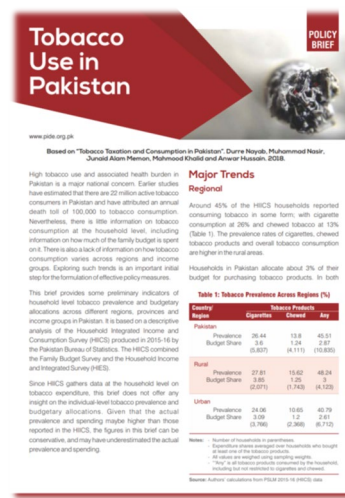 Tobacco
Use in
Pakistan
POLICY
BRIEF
www.pide.org.pk
Based on "Tobacco Taxation and Consumption in Pakistan". Durre Nayab, Muhammad Nasir,
Junaid Alam Memon, Mahmood Khalid and Anwar Hussain. 2018.
High tobacco use and associated health burden in
Pakistan is a major national concern. Earlier studies
have estimated that there are 22 million active tobacco
consumers in Pakistan and have attributed an annual
death toll of 100,000 to tobacco consumption.
Nevertheless, there is little information on tobacco
consumption at the household level, including
information on how much of the family budget is spent
on it. There is also a lack of information on how tobacco
consumption varies across regions and income
groups. Exploring such trends is an important initial
step for the formulation of effective policy measures.
This brief provides some preliminary indicators of
household level tobacco prevalence and budgetary
allocations across different regions, provinces and
income groups in Pakistan. It is based on a descriptive
analysis of the Household Integrated Income and
Consumption Survey (HIICS) produced in 2015-16 by
the Pakistan Bureau of Statistics. The HIICS combined
the Family Budget Survey and the Household Income
and Integrated Survey (HIES).
Since HIICS gathers data at the household level on
tobacco expenditure, this brief does not offer any
insight on the individual-level tobacco prevalence and
budgetary allocations. Given that the actual
prevalence and spending maybe higher than those
reported in the HIICS, the figures in this brief can be
conservative, and may have underestimated the actual
prevalence and spending.
Major Trends
Regional
Around 45% of the HIICS households reported
consuming tobacco in some form; with cigarette
consumption at 26% and chewed tobacco at 13%
(Table 1). The prevalence rates of cigarettes, chewed
tobacco products and overall tobacco consumption
are higher in the rural areas.
Households in Pakistan allocate about 3% of their
budget for purchasing tobacco products. In both
Table 1: Tobacco Prevalence Across Regions (%)
Country/ Tobacco Products
Region Cigarettes Chewed Any
Pakistan
Prevalence 26.44 13.8 45.51
Budget Share 3.6 1.24 2.87
(5,837) (4,111) (10,835)
Rural
Prevalence 27.81 15.62 48.24
Budget Share 3.85 1.25 3
(2,071) (1,743) (4,123)
Urban
Prevalence 24.06 10.65 40.79
Budget Share 3.09 1.2 2.61
(3,766) (2,368) (6,712)
Notes: - Number of households in parentheses.
- Expenditure shares averaged over households who bought
at least one of the tobacco products.
- All values are weighted using sampling weights.
- "Any" is all tobacco products consumed by the household,
including but not restricted to cigarettes and chewed.
Source: Authors' calculations from PSLM 2015-16 (HIICS) data.